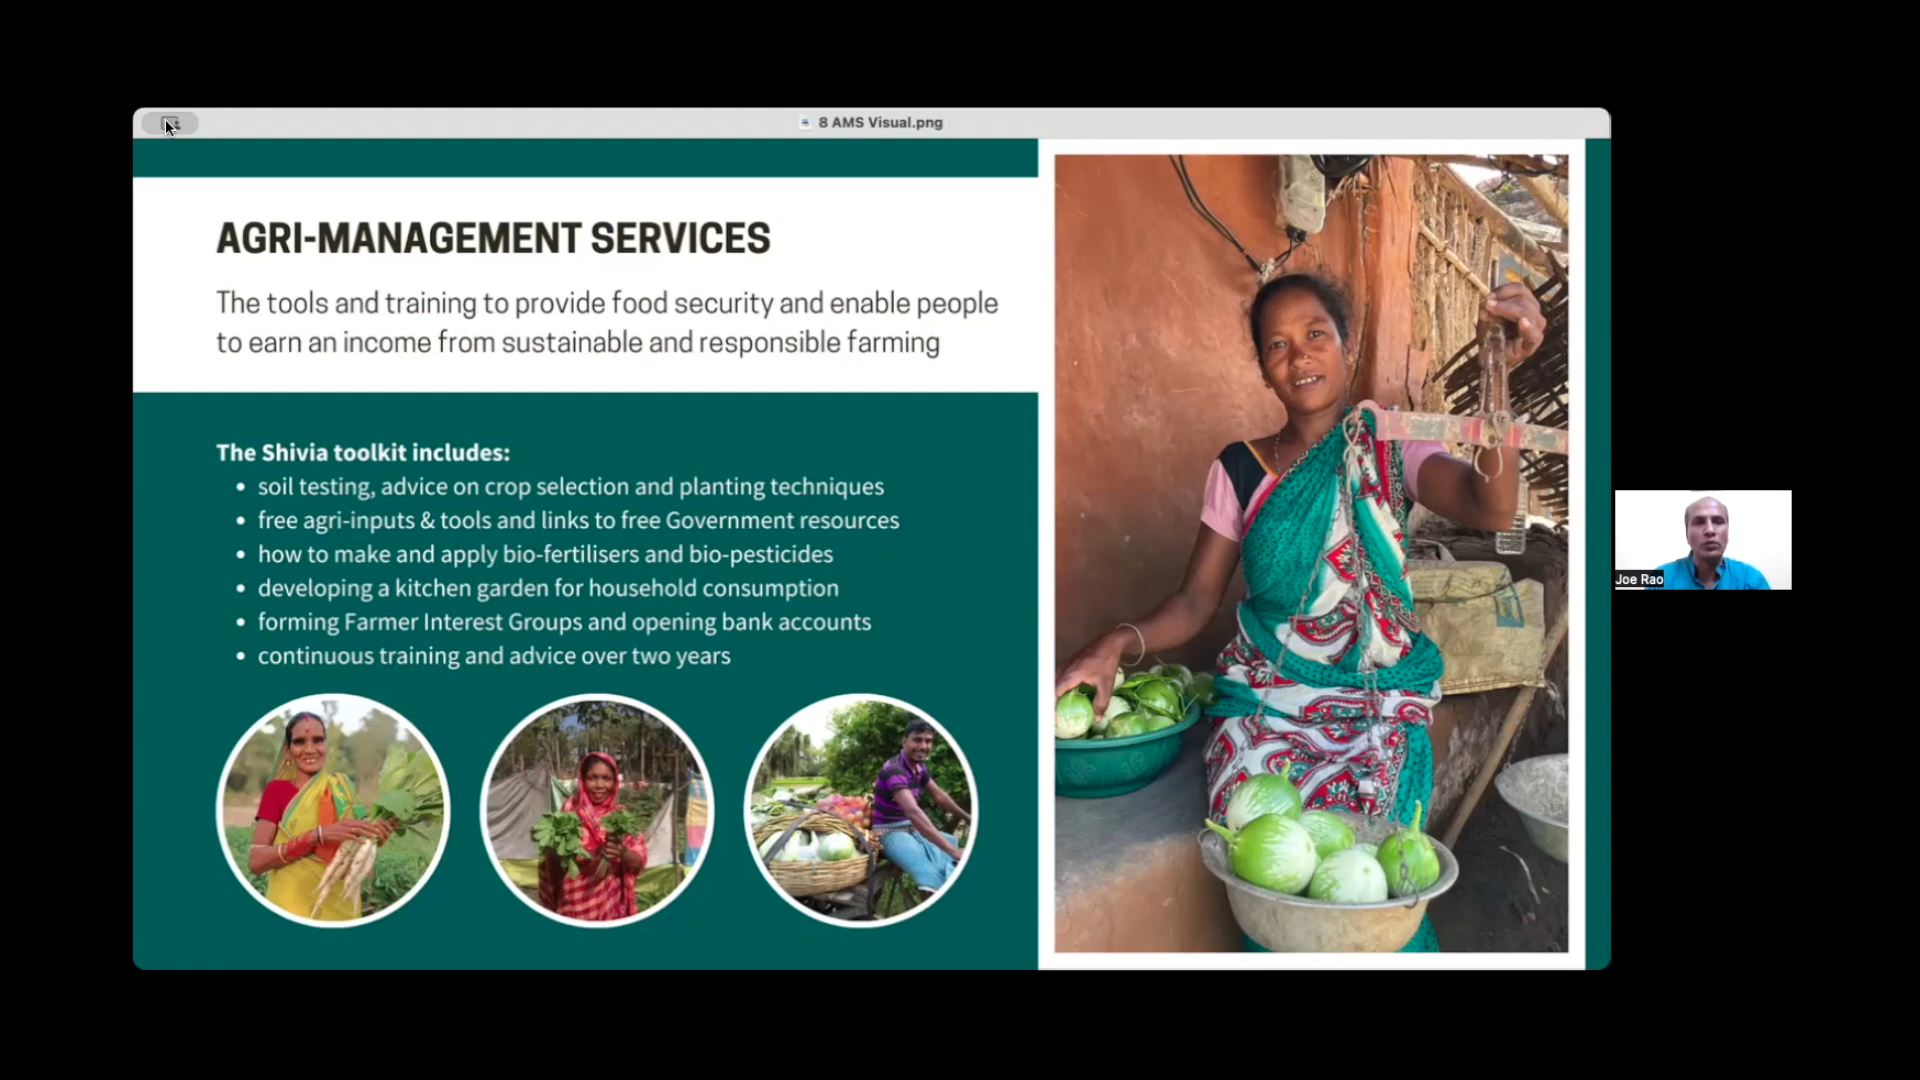 8 AMS Visual.png
AGRI-MANAGEMENT SERVICES
The tools and training to provide food security and enable people
to earn an income from sustainable and responsible farming
The Shivia toolkit includes:
• soil testing, advice on crop selection and planting techniques
• free agri-inputs & tools and links to free Government resources
• how to make and apply bio-fertilisers and bio-pesticides
• developing a kitchen garden for household consumption
• forming Farmer Interest Groups and opening bank accounts
• continuous training and advice over two years
Joe Rao